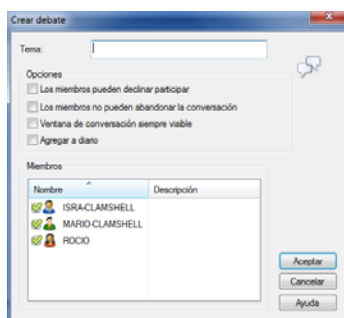 Crear debate
Tema:
Opciones
Los miembros pueden declinar participar
Los miembros no pueden abandonar la conversación
Ventana de conversación siempre visible
Agregar a diario
Miembros
Nombre Descripción
ISRA-CLAMSHELL
MARIO-CLAMSHELL
ROCIO
Aceptar
Cancelar
Ayuda